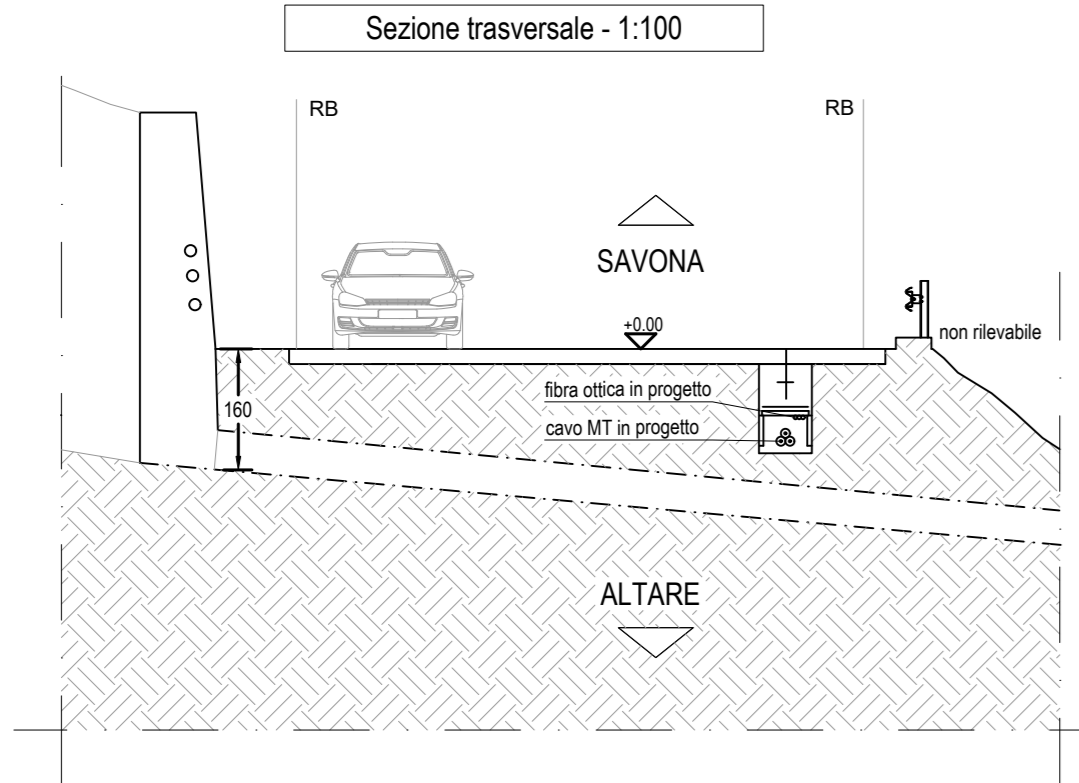 Sezione trasversale - 1:100
RB
RB
SAVONA
+0.00
non rilevabile
fibra ottica in progetto
160
cavo MT in progetto
ALTARE